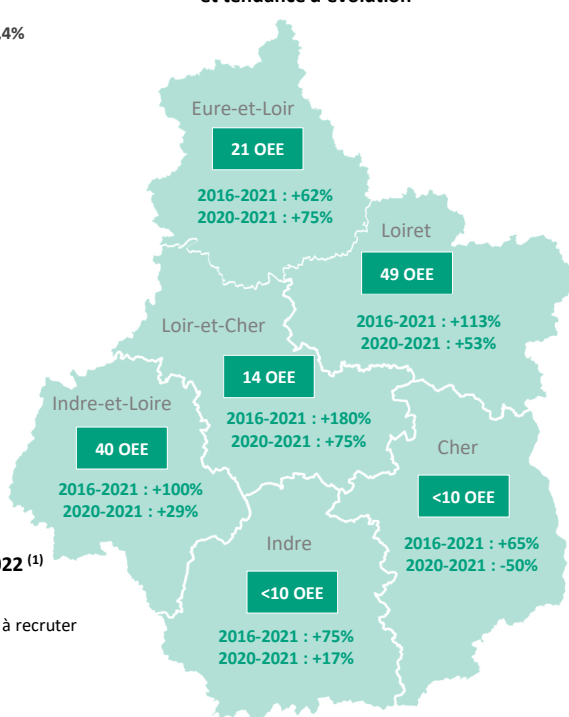 et tendance d'évolution
,4%
Eure-et-Loir
21 OEE
2016-2021 : +62%
2020-2021 : +75%
Loiret
49 OEE
2016-2021 : +113%
2020-2021 : +53%
Loir-et-Cher
14 OEE
2016-2021 : +180%
2020-2021 : +75%
Indre-et-Loire
40 OEE
2016-2021 : +100%
2020-2021 : +29%
Cher
<10 OEE
2016-2021 : +65%
2020-2021 : -50%
022 (1)
Indre
<10 OEE
2016-2021 : +75%
2020-2021 : +17%
à recruter